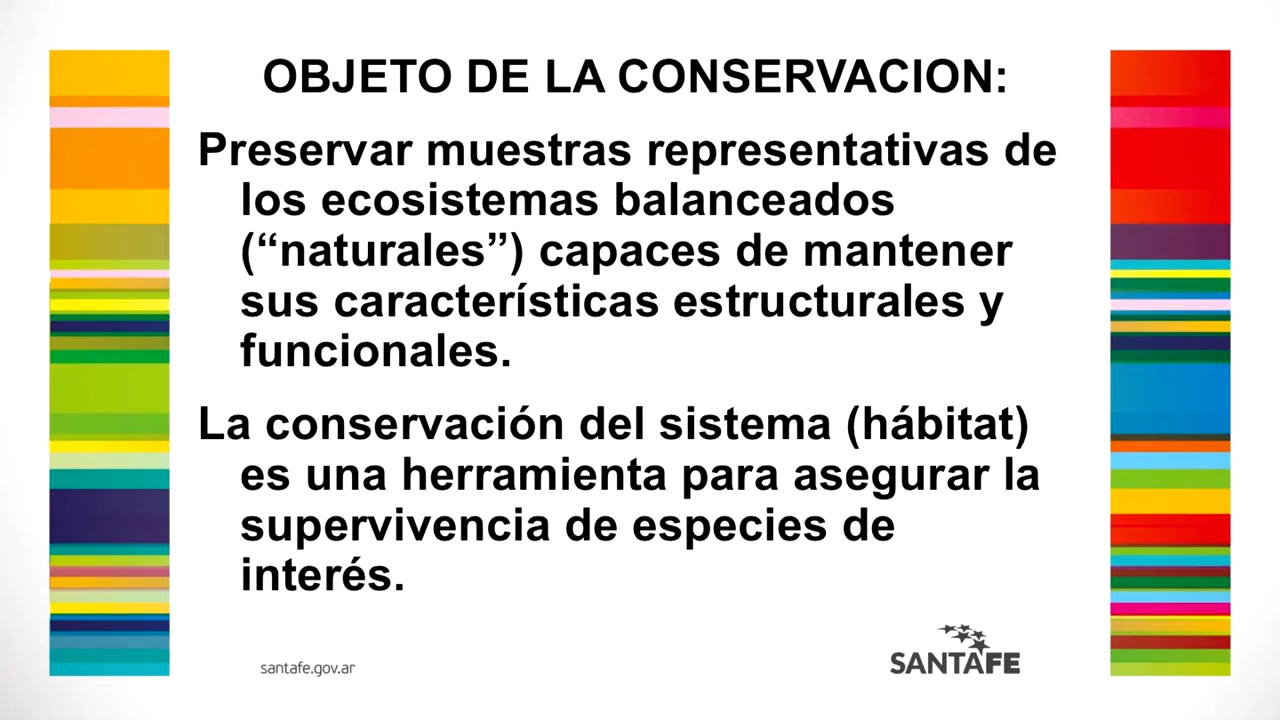 OBJETO DE LA CONSERVACION:
Preservar muestras representativas de
los ecosistemas balanceados
(“naturales”) capaces de mantener
sus características estructurales y
funcionales.
La conservación del sistema (hábitat)
es una herramienta para asegurar la
supervivencia de especies de
interés.
santafe.gov.ar
SANTAFE